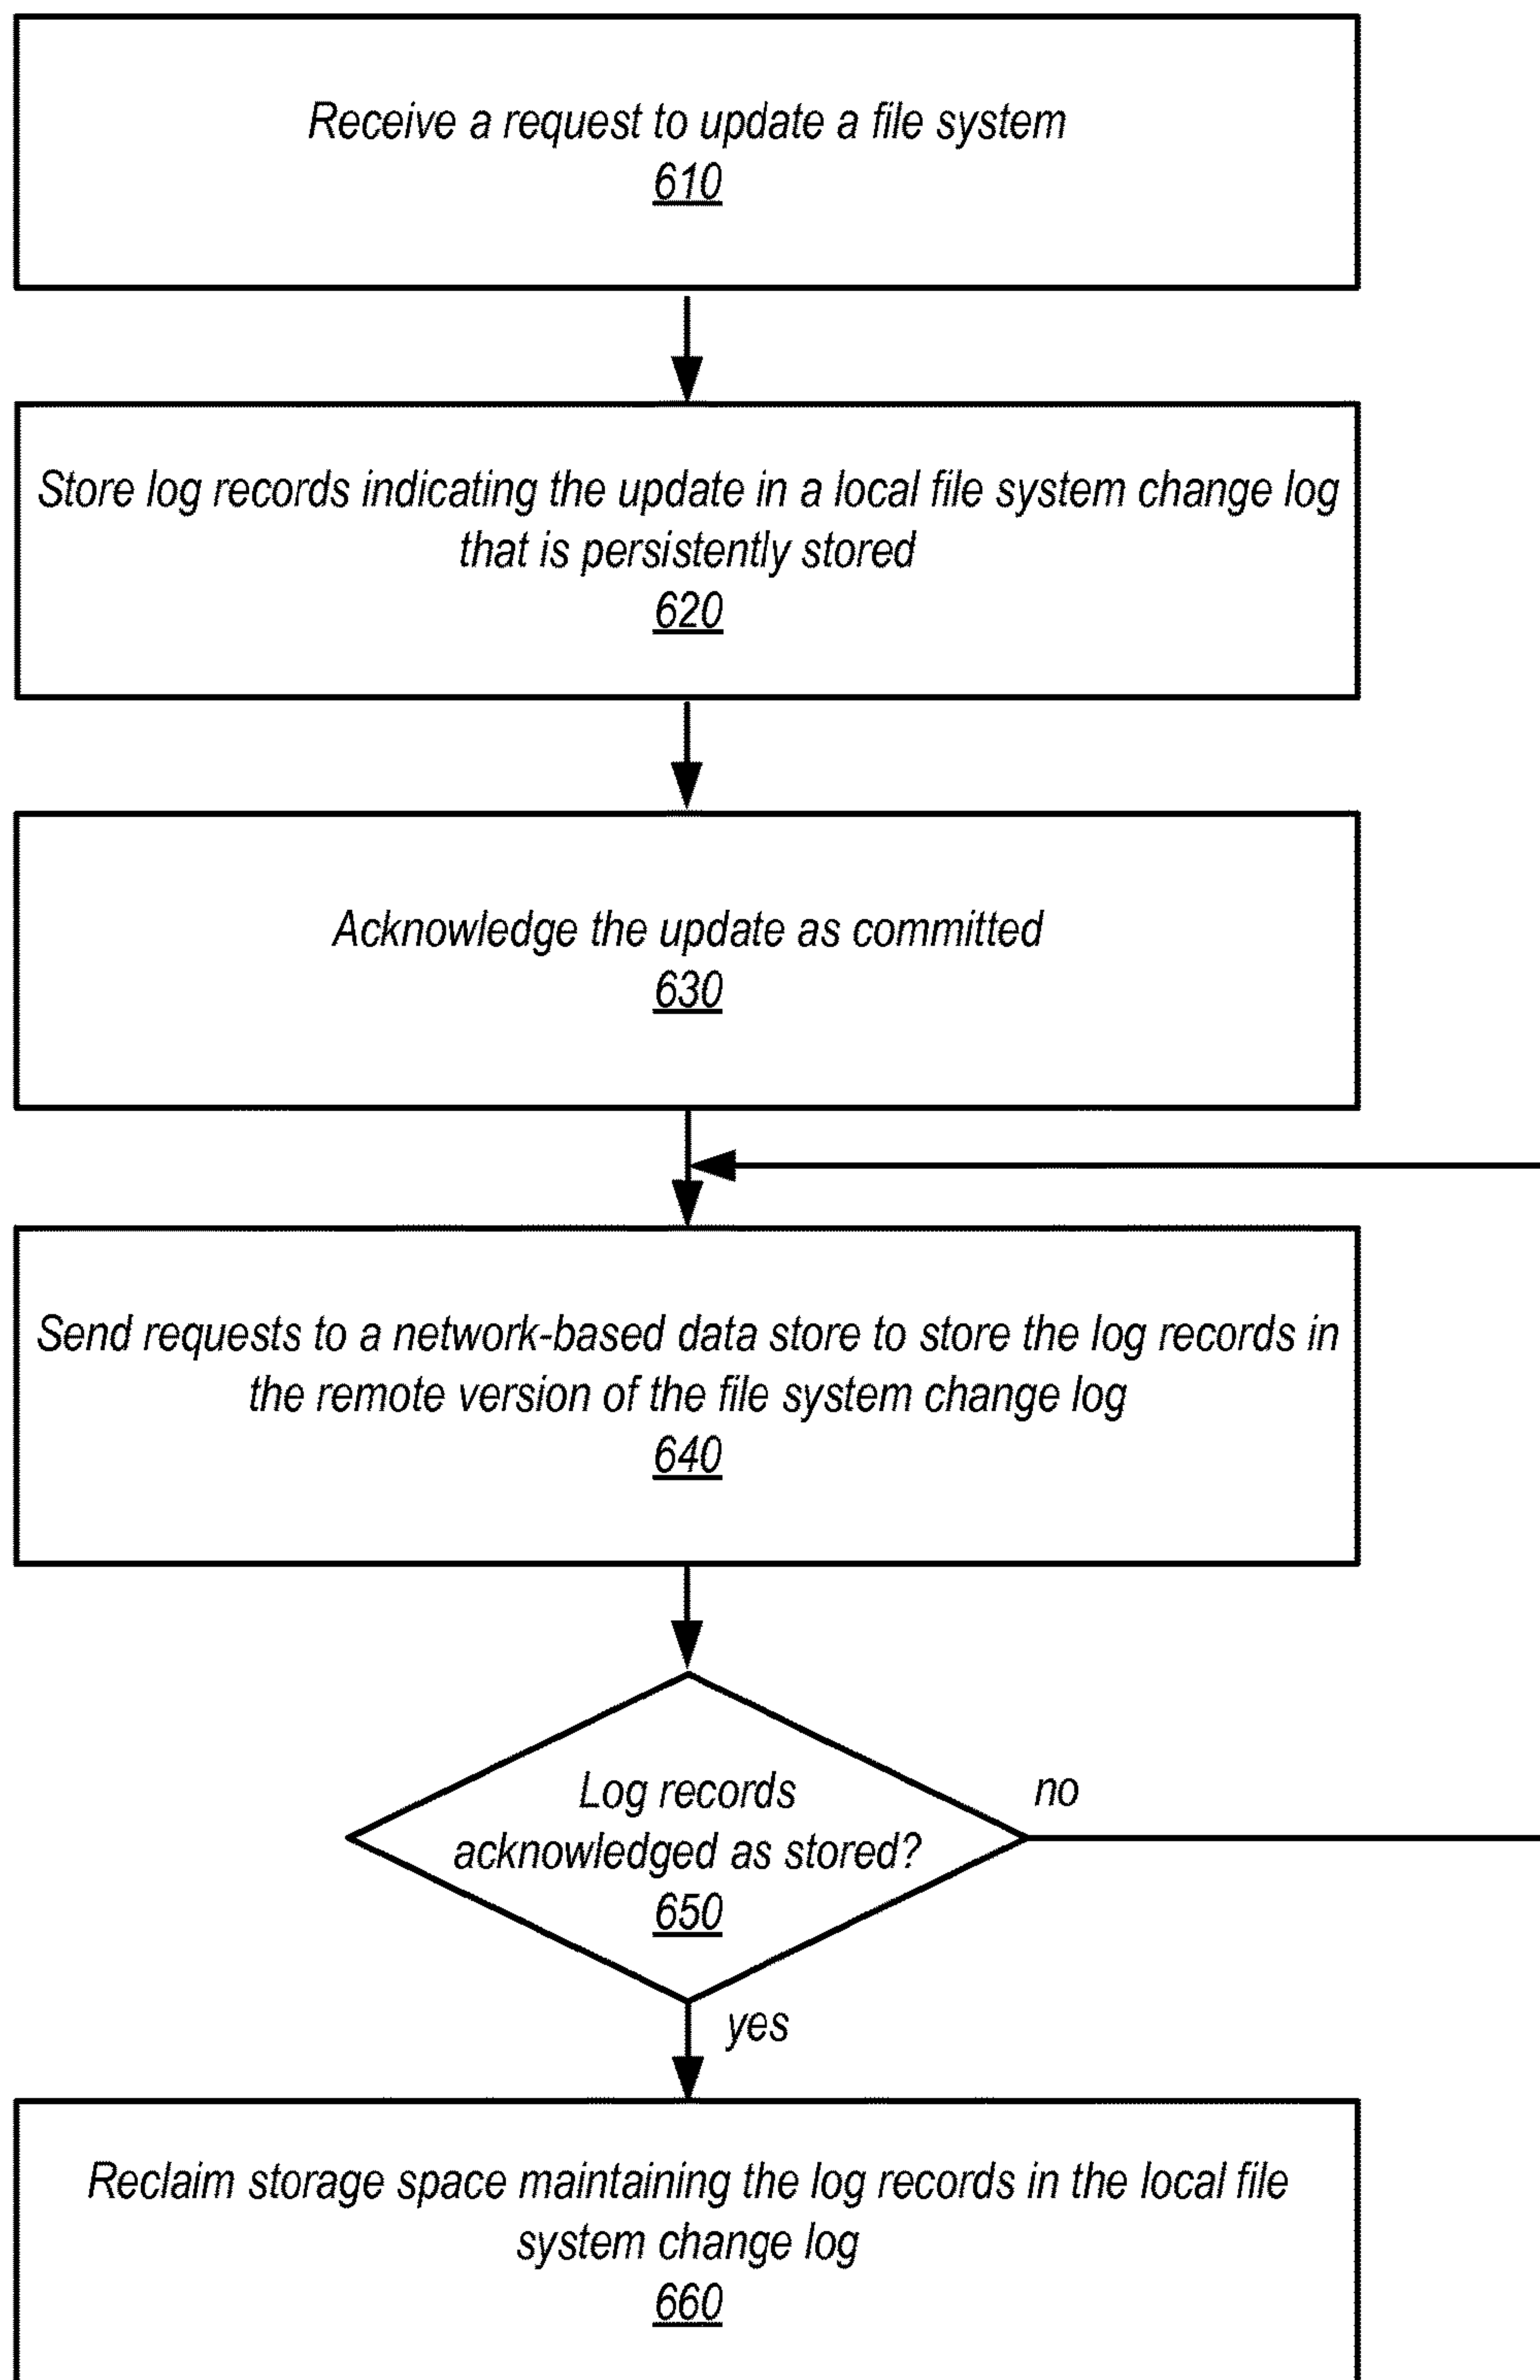 Receive a request to update a file system
610
Store log records indicating the update in a local file system change log
that is persistently stored
620
Acknowledge the update as committed
630
Send requests to a network-based data store to store the log records in
the remote version of the file system change log
640
Log records
acknowledged as stored?
650
no
yes
Reclaim storage space maintaining the log records in the local file
system change log
660